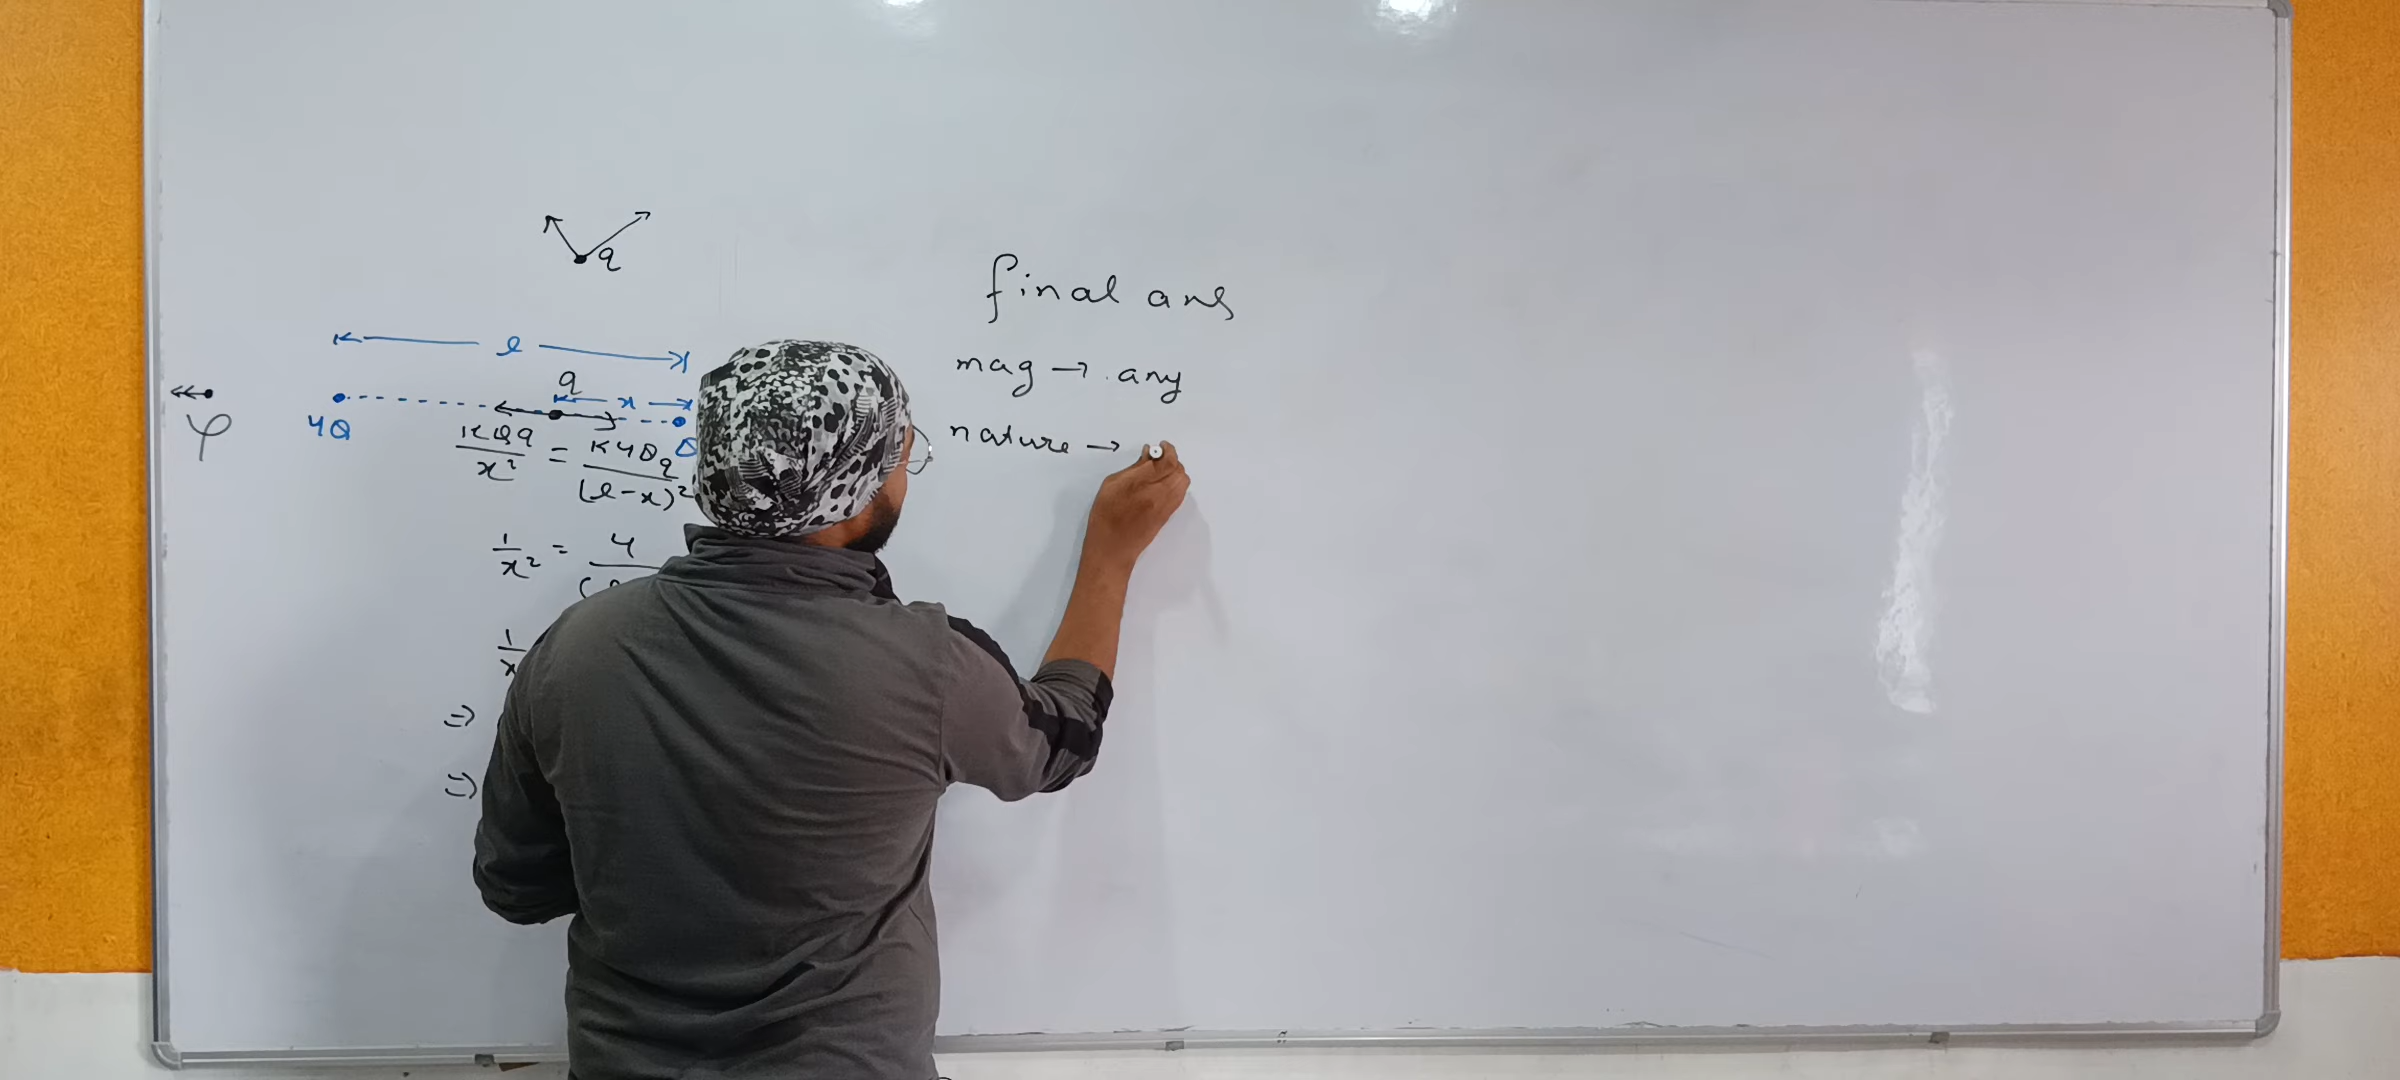 q
l
q
x
4Q Q
q
KQq/x² = K4Qq/(l-x)²
1/x² = 4/(
1/x
⇒
⇒
final ans
mag → any
nature →